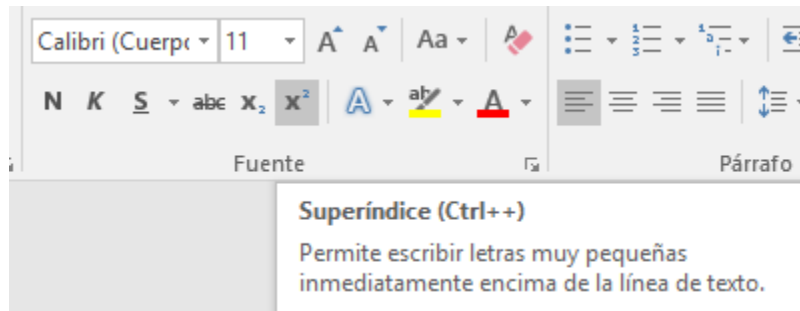 Calibri (Cuerpo 11 A A Aa
N K S abc x₂ x² A ab A
Fuente Párrafo
Superíndice (Ctrl++)
Permite escribir letras muy pequeñas
inmediatamente encima de la línea de texto.